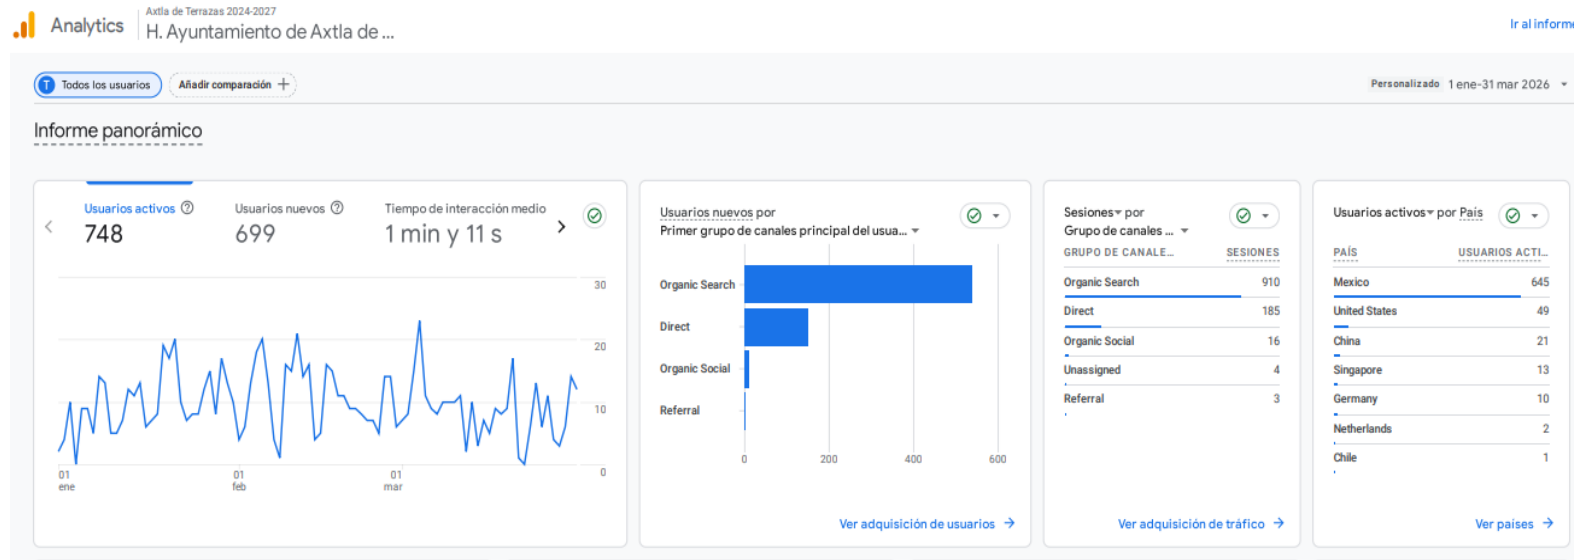 Analytics
Axtla de Terrazas 2024-2027
H. Ayuntamiento de Axtla de ...
Ir al informe
T Todos los usuarios
Añadir comparación +
Personalizado 1 ene-31 mar 2026
Informe panorámico
Usuarios activos
748
Usuarios nuevos
699
Tiempo de interacción medio
1 min y 11 s
30
20
10
0
01
ene
01
feb
01
mar
Usuarios nuevos por
Primer grupo de canales principal del usua...
Organic Search
Direct
Organic Social
Referral
0 200 400 600
Ver adquisición de usuarios →
Sesiones por
Grupo de canales ...
GRUPO DE CANALE... SESIONES
Organic Search 910
Direct 185
Organic Social 16
Unassigned 4
Referral 3
Ver adquisición de tráfico →
Usuarios activos por País
PAÍS USUARIOS ACTI...
Mexico 645
United States 49
China 21
Singapore 13
Germany 10
Netherlands 2
Chile 1
Ver países →